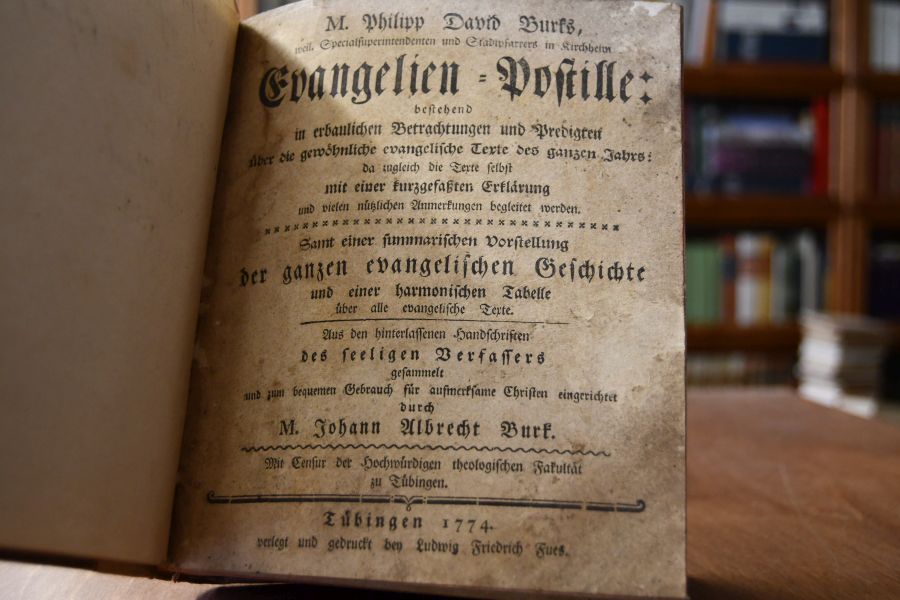 M. Philipp David Burks,
weil. Specialsuperintendenten und Stadtpfarrers in Kirchheim
Evangelien-Postille:
bestehend
in erbaulichen Betrachtungen und Predigten
über die gewöhnliche evangelische Texte des ganzen Jahrs:
da zugleich die Texte selbst
mit einer kurzgefaßten Erklärung
und vielen nützlichen Anmerkungen begleitet werden.
Samt einer summarischen Vorstellung
der ganzen evangelischen Geschichte
und einer harmonischen Tabelle
über alle evangelische Texte.
Aus den hinterlassenen Handschriften
des seeligen Verfassers
gesammelt
und zum bequemen Gebrauch für aufmerksame Christen eingerichtet
durch
M. Johann Albrecht Burk.
Mit Censur der Hochwürdigen theologischen Fakultät
zu Tübingen.
Tübingen 1774.
verlegt und gedruckt bey Ludwig Friedrich Fues.